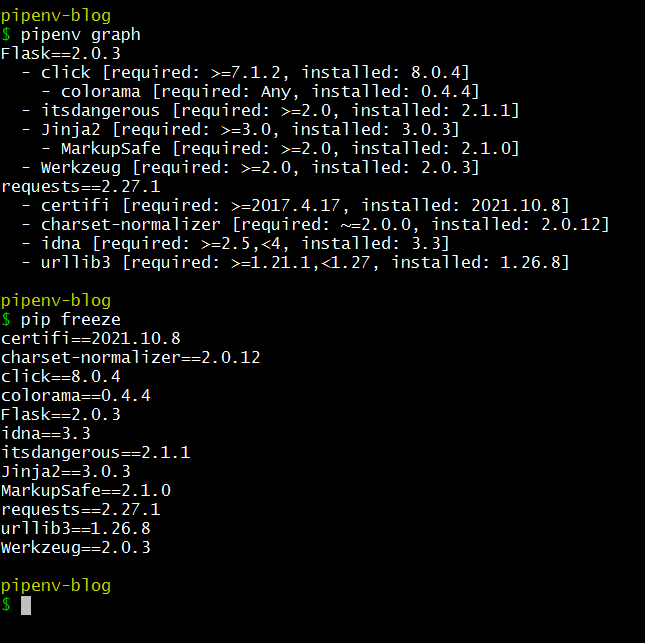 pipenv-blog
$ pipenv graph
Flask==2.0.3
  - click [required: >=7.1.2, installed: 8.0.4]
    - colorama [required: Any, installed: 0.4.4]
  - itsdangerous [required: >=2.0, installed: 2.1.1]
  - Jinja2 [required: >=3.0, installed: 3.0.3]
    - MarkupSafe [required: >=2.0, installed: 2.1.0]
  - Werkzeug [required: >=2.0, installed: 2.0.3]
requests==2.27.1
  - certifi [required: >=2017.4.17, installed: 2021.10.8]
  - charset-normalizer [required: ~=2.0.0, installed: 2.0.12]
  - idna [required: >=2.5,<4, installed: 3.3]
  - urllib3 [required: >=1.21.1,<1.27, installed: 1.26.8]
pipenv-blog
$ pip freeze
certifi==2021.10.8
charset-normalizer==2.0.12
click==8.0.4
colorama==0.4.4
Flask==2.0.3
idna==3.3
itsdangerous==2.1.1
Jinja2==3.0.3
MarkupSafe==2.1.0
requests==2.27.1
urllib3==1.26.8
Werkzeug==2.0.3
pipenv-blog
$